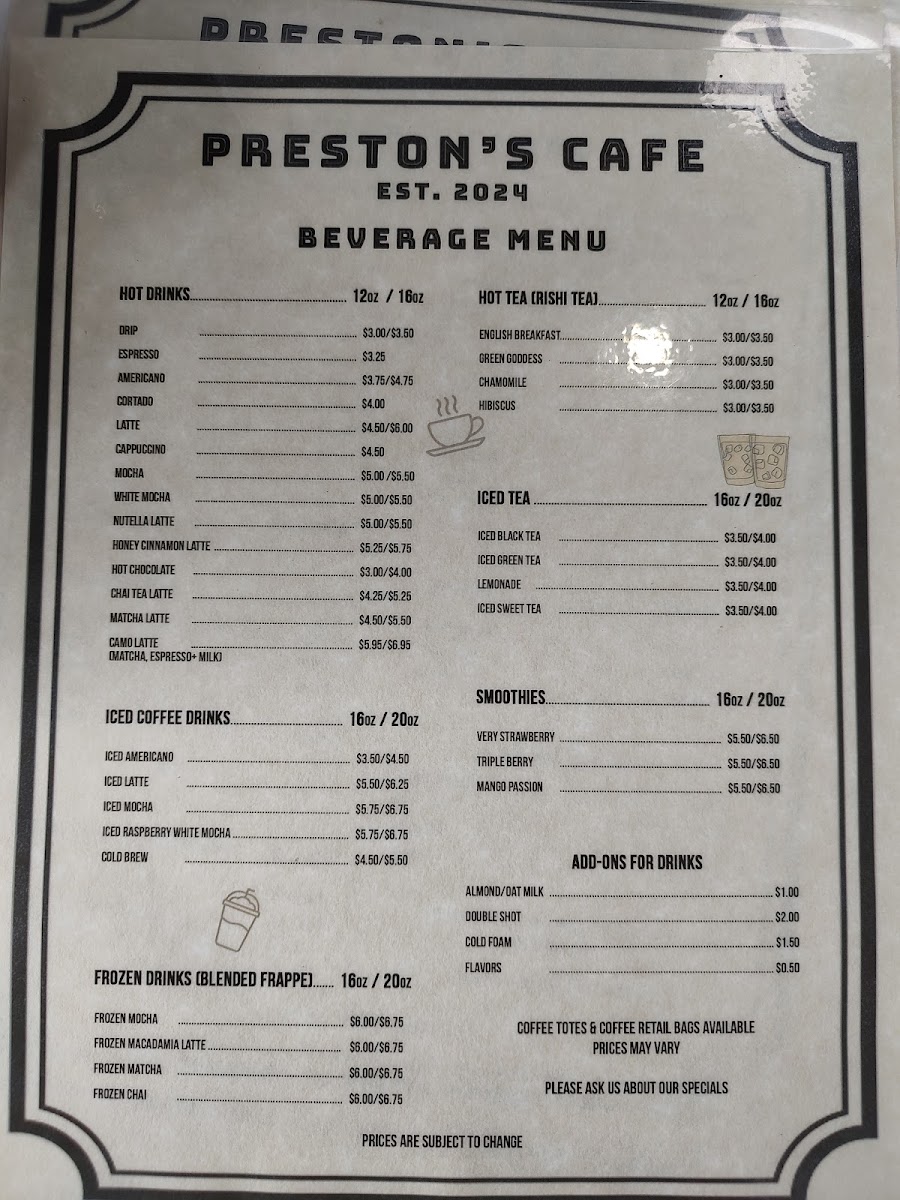 PRESTON'S
PRESTON'S CAFE
EST. 2024
BEVERAGE MENU
HOT DRINKS 12oz / 16oz
DRIP $3.00/$3.50
ESPRESSO $3.25
AMERICANO $3.75/$4.75
CORTADO $4.00
LATTE $4.50/$6.00
CAPPUCCINO $4.50
MOCHA $5.00 /$5.50
WHITE MOCHA $5.00/$5.50
NUTELLA LATTE $5.00/$5.50
HONEY CINNAMON LATTE $5.25/$5.75
HOT CHOCOLATE $3.00/$4.00
CHAI TEA LATTE $4.25/$5.25
MATCHA LATTE $4.50/$5.50
CAMO LATTE $5.95/$6.95
(MATCHA, ESPRESSO+ MILK)
ICED COFFEE DRINKS 16oz / 20oz
ICED AMERICANO $3.50/$4.50
ICED LATTE $5.50/$6.25
ICED MOCHA $5.75/$6.75
ICED RASPBERRY WHITE MOCHA $5.75/$6.75
COLD BREW $4.50/$5.50
FROZEN DRINKS (BLENDED FRAPPE) 16oz / 20oz
FROZEN MOCHA $6.00/$6.75
FROZEN MACADAMIA LATTE $6.00/$6.75
FROZEN MATCHA $6.00/$6.75
FROZEN CHAI $6.00/$6.75
HOT TEA (RISHI TEA) 12oz / 16oz
ENGLISH BREAKFAST $3.00/$3.50
GREEN GODDESS $3.00/$3.50
CHAMOMILE $3.00/$3.50
HIBISCUS $3.00/$3.50
ICED TEA 16oz / 20oz
ICED BLACK TEA $3.50/$4.00
ICED GREEN TEA $3.50/$4.00
LEMONADE $3.50/$4.00
ICED SWEET TEA $3.50/$4.00
SMOOTHIES 16oz / 20oz
VERY STRAWBERRY $5.50/$6.50
TRIPLE BERRY $5.50/$6.50
MANGO PASSION $5.50/$6.50
ADD-ONS FOR DRINKS
ALMOND/OAT MILK $1.00
DOUBLE SHOT $2.00
COLD FOAM $1.50
FLAVORS $0.50
COFFEE TOTES & COFFEE RETAIL BAGS AVAILABLE
PRICES MAY VARY
PLEASE ASK US ABOUT OUR SPECIALS
PRICES ARE SUBJECT TO CHANGE